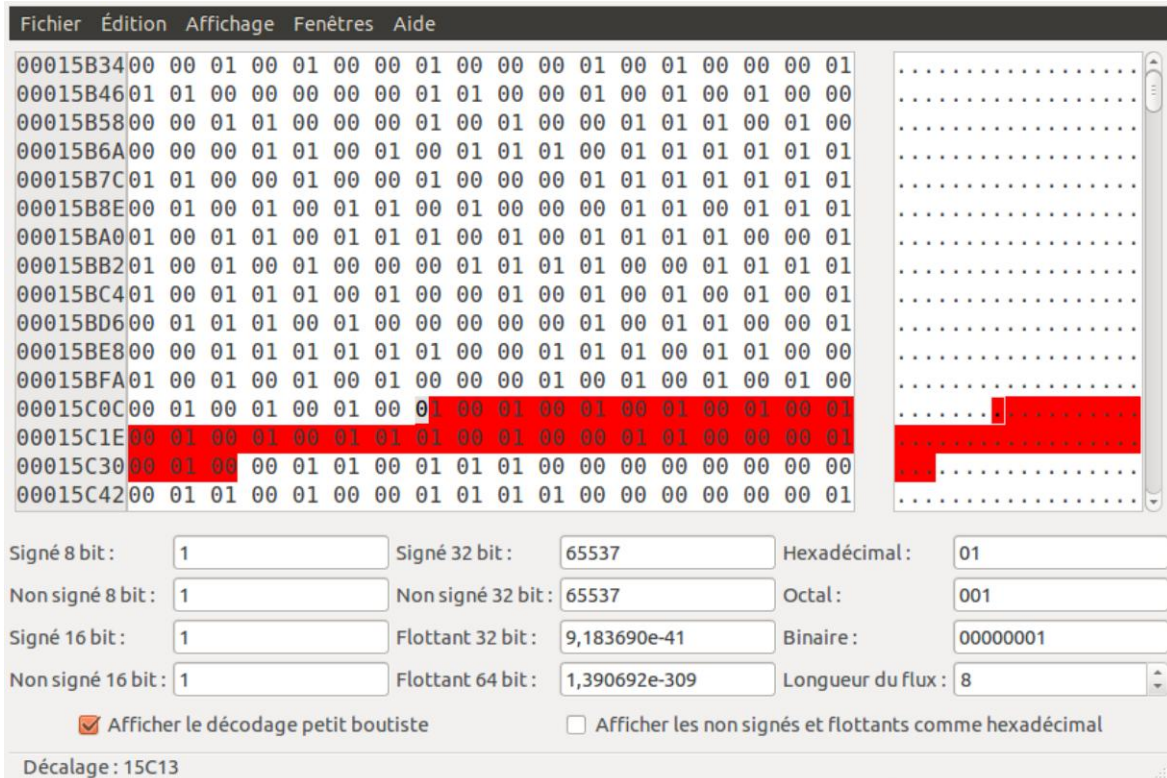 Fichier Édition Affichage Fenêtres Aide
00015B34 00 00 01 00 01 00 00 01 00 00 00 01 00 01 00 00 00 01 ..................
00015B46 01 01 00 00 00 00 00 01 01 00 00 01 00 01 00 01 00 00 ..................
00015B58 00 00 01 01 00 00 00 01 00 01 00 00 01 01 01 00 01 00 ..................
00015B6A 00 00 00 01 01 00 01 00 01 01 01 00 01 01 01 01 01 01 ..................
00015B7C 01 01 00 00 01 00 00 01 00 00 00 01 01 01 01 01 01 01 ..................
00015B8E 00 01 00 01 00 01 01 00 01 00 00 00 01 01 00 01 01 01 ..................
00015BA0 01 00 01 01 00 01 01 01 00 01 00 01 01 01 01 00 00 01 ..................
00015BB2 01 00 01 00 01 00 00 00 01 01 01 01 00 00 01 01 01 01 ..................
00015BC4 01 00 01 01 01 00 01 00 00 01 00 01 00 01 00 01 00 01 ..................
00015BD6 00 01 01 01 00 01 00 00 00 00 00 01 00 01 01 00 00 01 ..................
00015BE8 00 00 01 01 01 01 01 00 00 01 01 01 00 01 01 00 00 ..................
00015BFA 01 00 01 00 01 00 01 00 00 00 01 00 01 00 01 00 01 00 ..................
00015C0C 00 01 00 01 00 01 00 01 00 01 00 01 00 01 00 01 00 01 ..................
00015C1E 00 01 00 01 00 01 01 01 00 01 00 01 01 00 00 00 00 01 ..................
00015C30 00 01 00 00 01 01 00 01 01 01 00 00 00 00 00 00 00 00 ..................
00015C42 00 01 01 00 01 00 00 01 01 01 01 00 00 00 00 00 00 01 ..................
Signé 8 bit : 1 Signé 32 bit : 65537 Hexadécimal : 01
Non signé 8 bit : 1 Non signé 32 bit : 65537 Octal : 001
Signé 16 bit : 1 Flottant 32 bit : 9,183690e-41 Binaire : 00000001
Non signé 16 bit : 1 Flottant 64 bit : 1,390692e-309 Longueur du flux : 8
Afficher le décodage petit boutiste Afficher les non signés et flottants comme hexadécimal
Décalage : 15C13